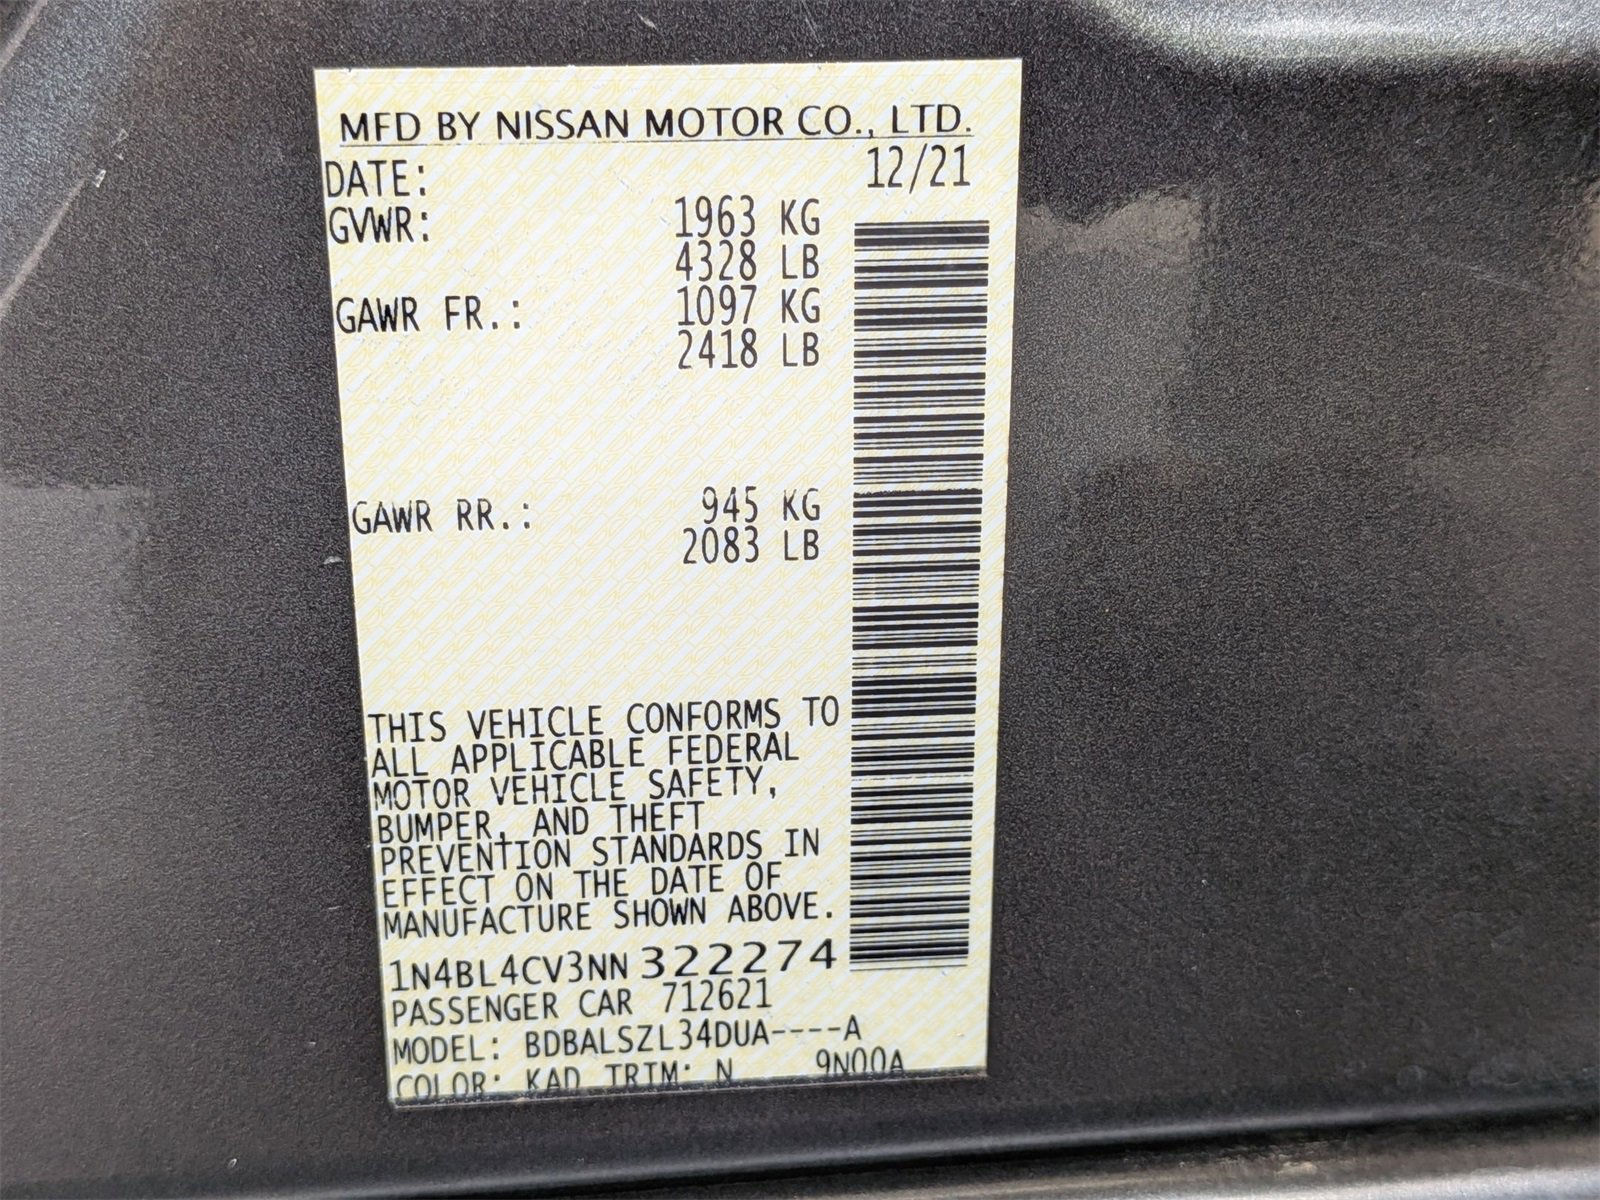 MFD BY NISSAN MOTOR CO., LTD.
DATE: 12/21
GVWR: 1963 KG
4328 LB
GAWR FR.: 1097 KG
2418 LB
GAWR RR.: 945 KG
2083 LB
THIS VEHICLE CONFORMS TO
ALL APPLICABLE FEDERAL
MOTOR VEHICLE SAFETY,
BUMPER, AND THEFT
PREVENTION STANDARDS IN
EFFECT ON THE DATE OF
MANUFACTURE SHOWN ABOVE.
1N4BL4CV3NN322274
PASSENGER CAR 712621
MODEL: BDBALSZL34DUA----A
COLOR: KAD TRIM: N 9N00A